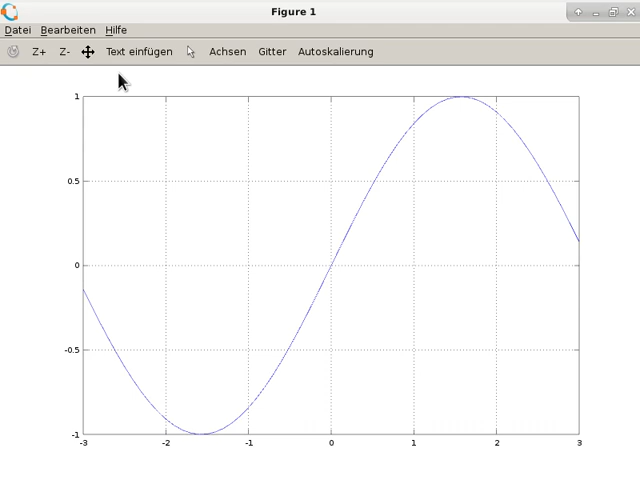 Figure 1
Datei Bearbeiten Hilfe
Z+ Z- Text einfügen Achsen Gitter Autoskalierung
1
0.5
0
-0.5
-1
-3 -2 -1 0 1 2 3